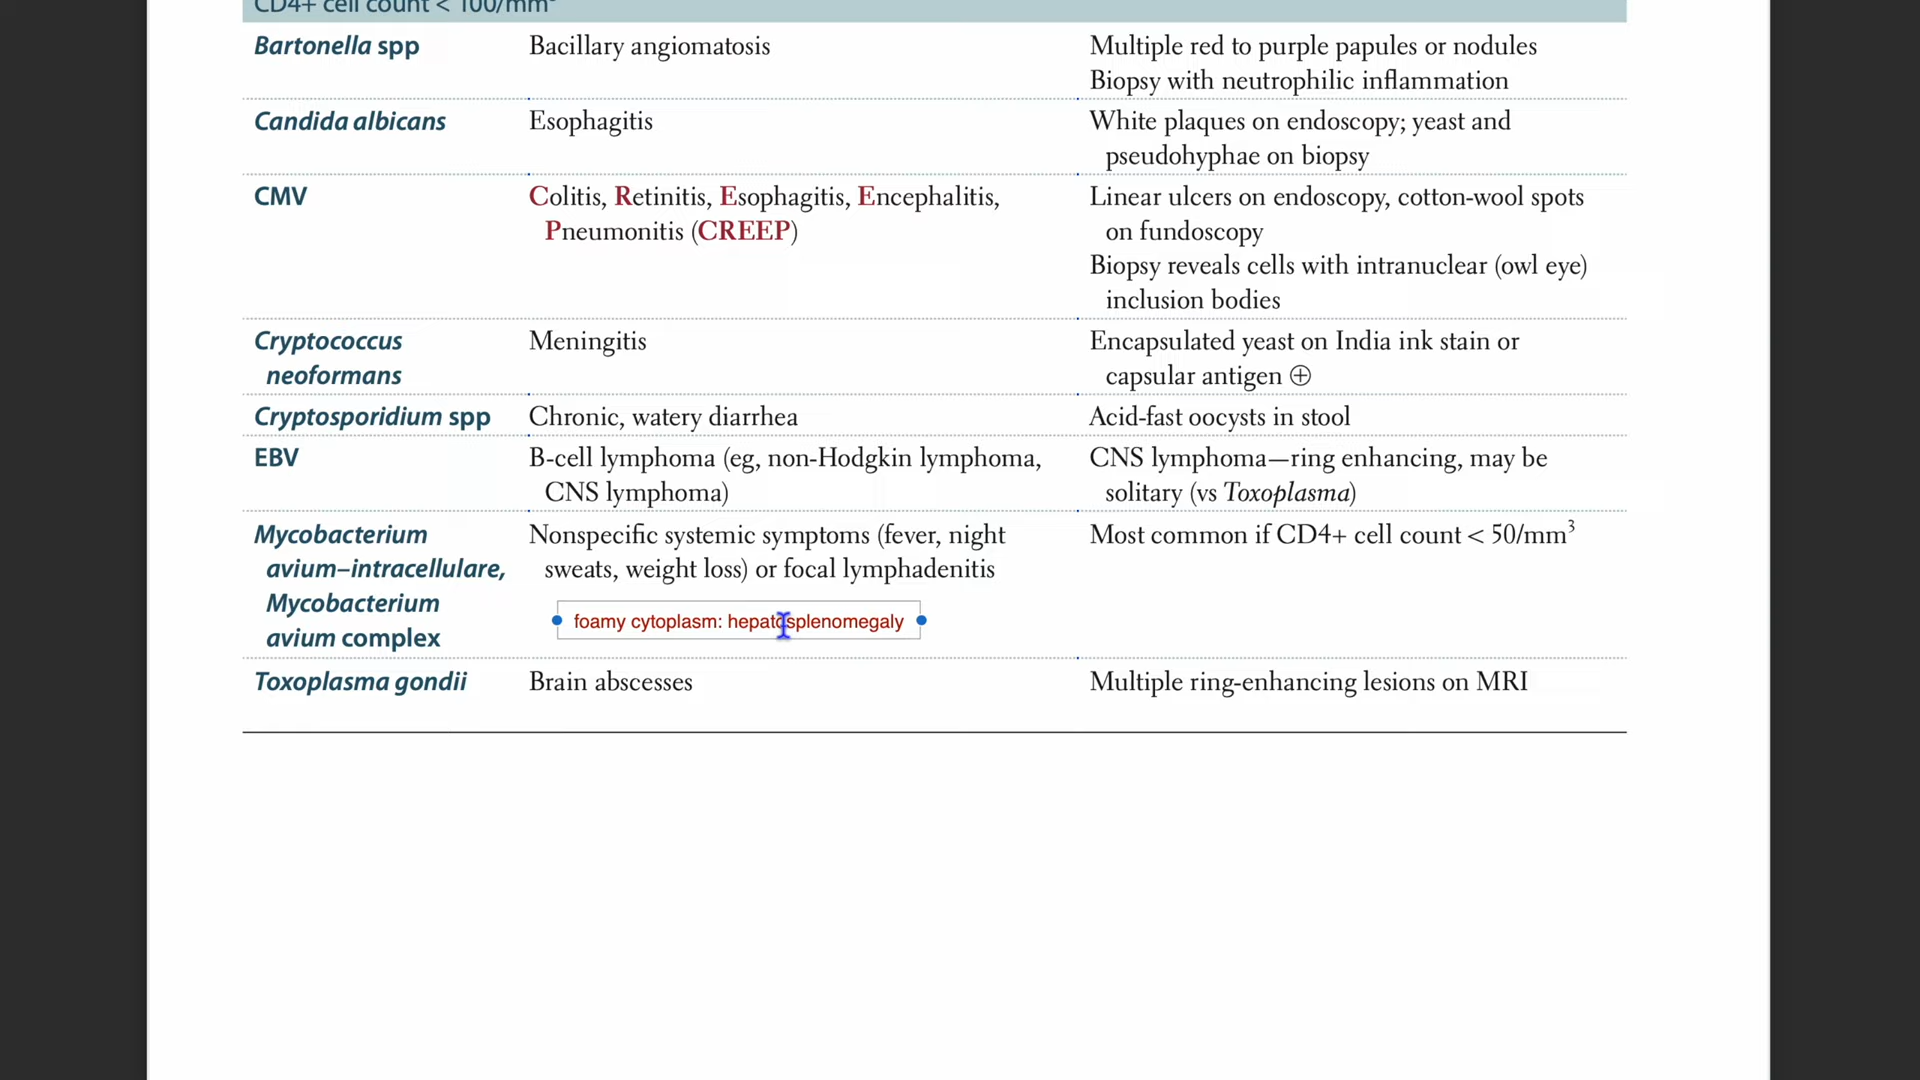 CD4+ cell count < 100/mm³
Bartonella spp
Bacillary angiomatosis
Multiple red to purple papules or nodules
Biopsy with neutrophilic inflammation
Candida albicans
Esophagitis
White plaques on endoscopy; yeast and
pseudohyphae on biopsy
CMV
Colitis, Retinitis, Esophagitis, Encephalitis,
Pneumonitis (CREEP)
Linear ulcers on endoscopy, cotton-wool spots
on fundoscopy
Biopsy reveals cells with intranuclear (owl eye)
inclusion bodies
Cryptococcus
neoformans
Meningitis
Encapsulated yeast on India ink stain or
capsular antigen ⊕
Cryptosporidium spp
Chronic, watery diarrhea
Acid-fast oocysts in stool
EBV
B-cell lymphoma (eg, non-Hodgkin lymphoma,
CNS lymphoma)
CNS lymphoma—ring enhancing, may be
solitary (vs Toxoplasma)
Mycobacterium
avium–intracellulare,
Mycobacterium
avium complex
Nonspecific systemic symptoms (fever, night
sweats, weight loss) or focal lymphadenitis
foamy cytoplasm: hepatosplenomegaly
Most common if CD4+ cell count < 50/mm³
Toxoplasma gondii
Brain abscesses
Multiple ring-enhancing lesions on MRI